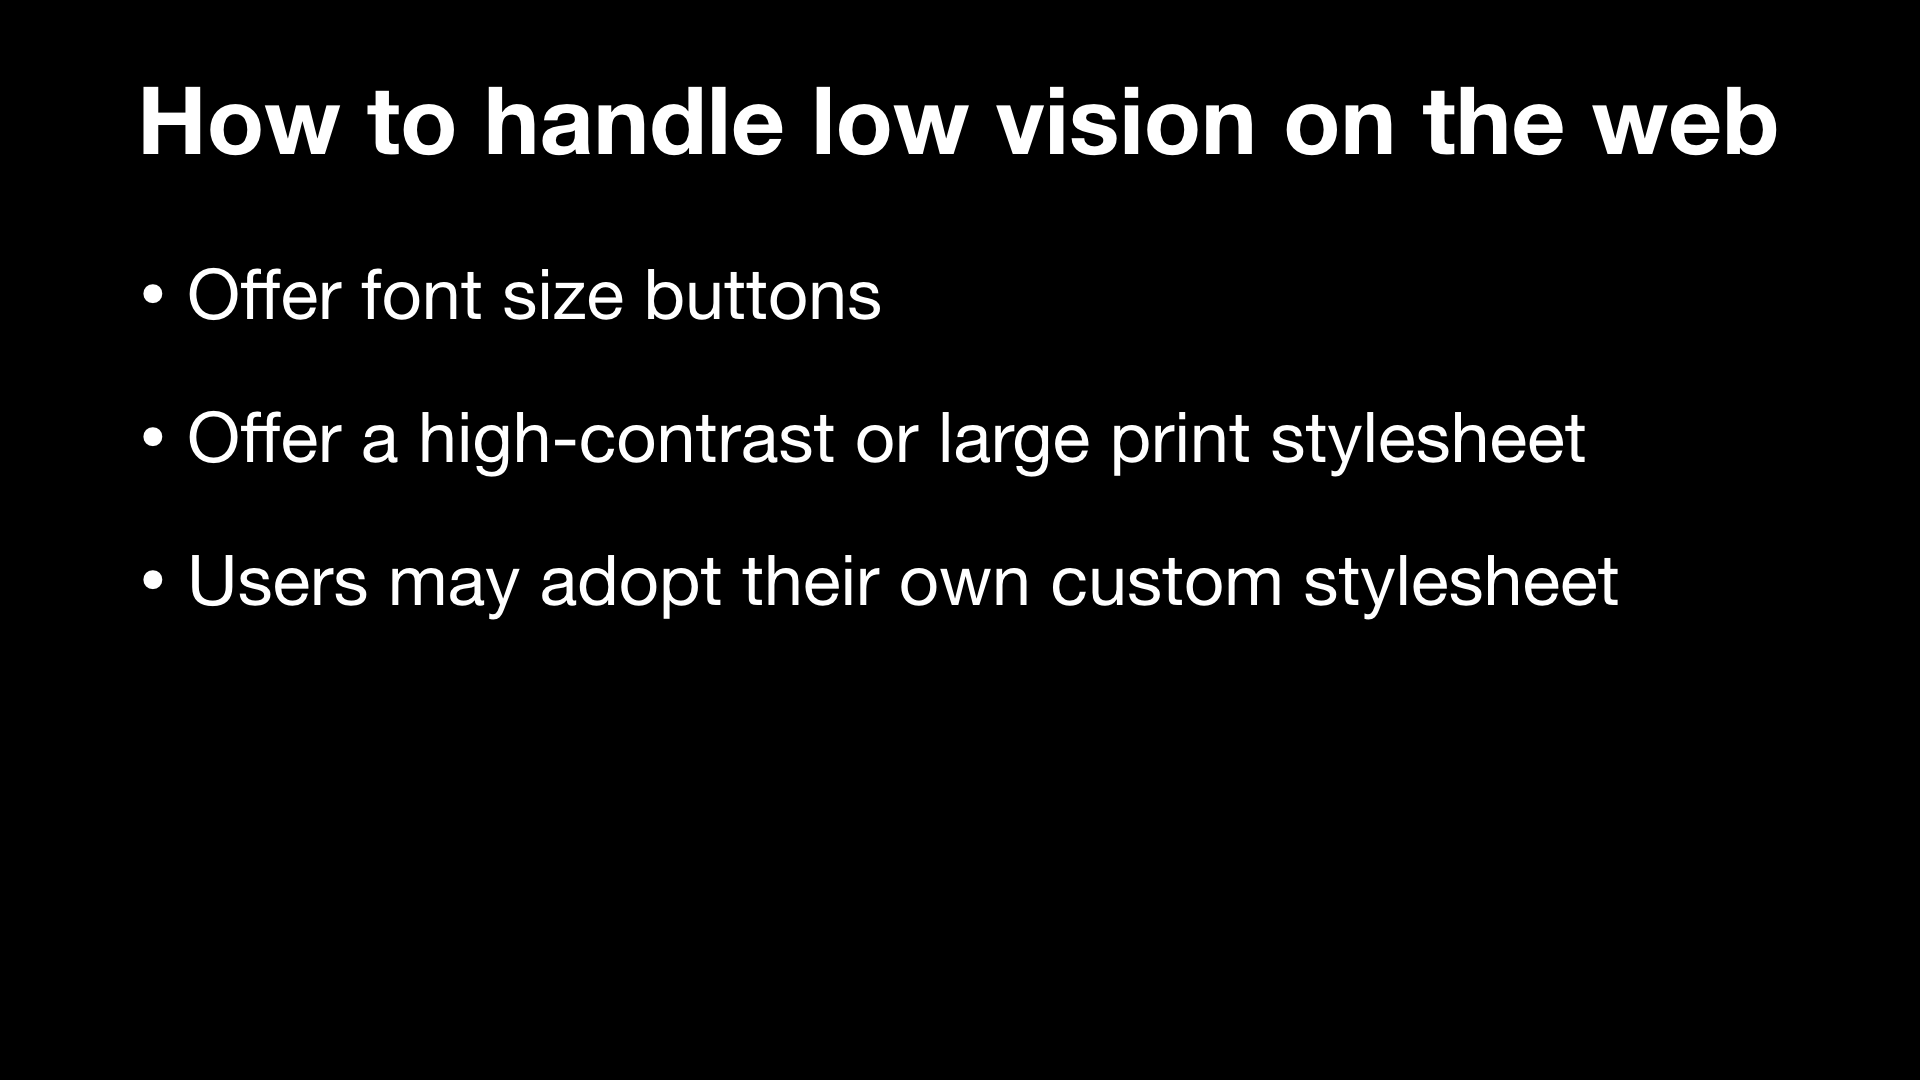 How to handle low vision on the web
• Offer font size buttons
• Offer a high-contrast or large print stylesheet
• Users may adopt their own custom stylesheet